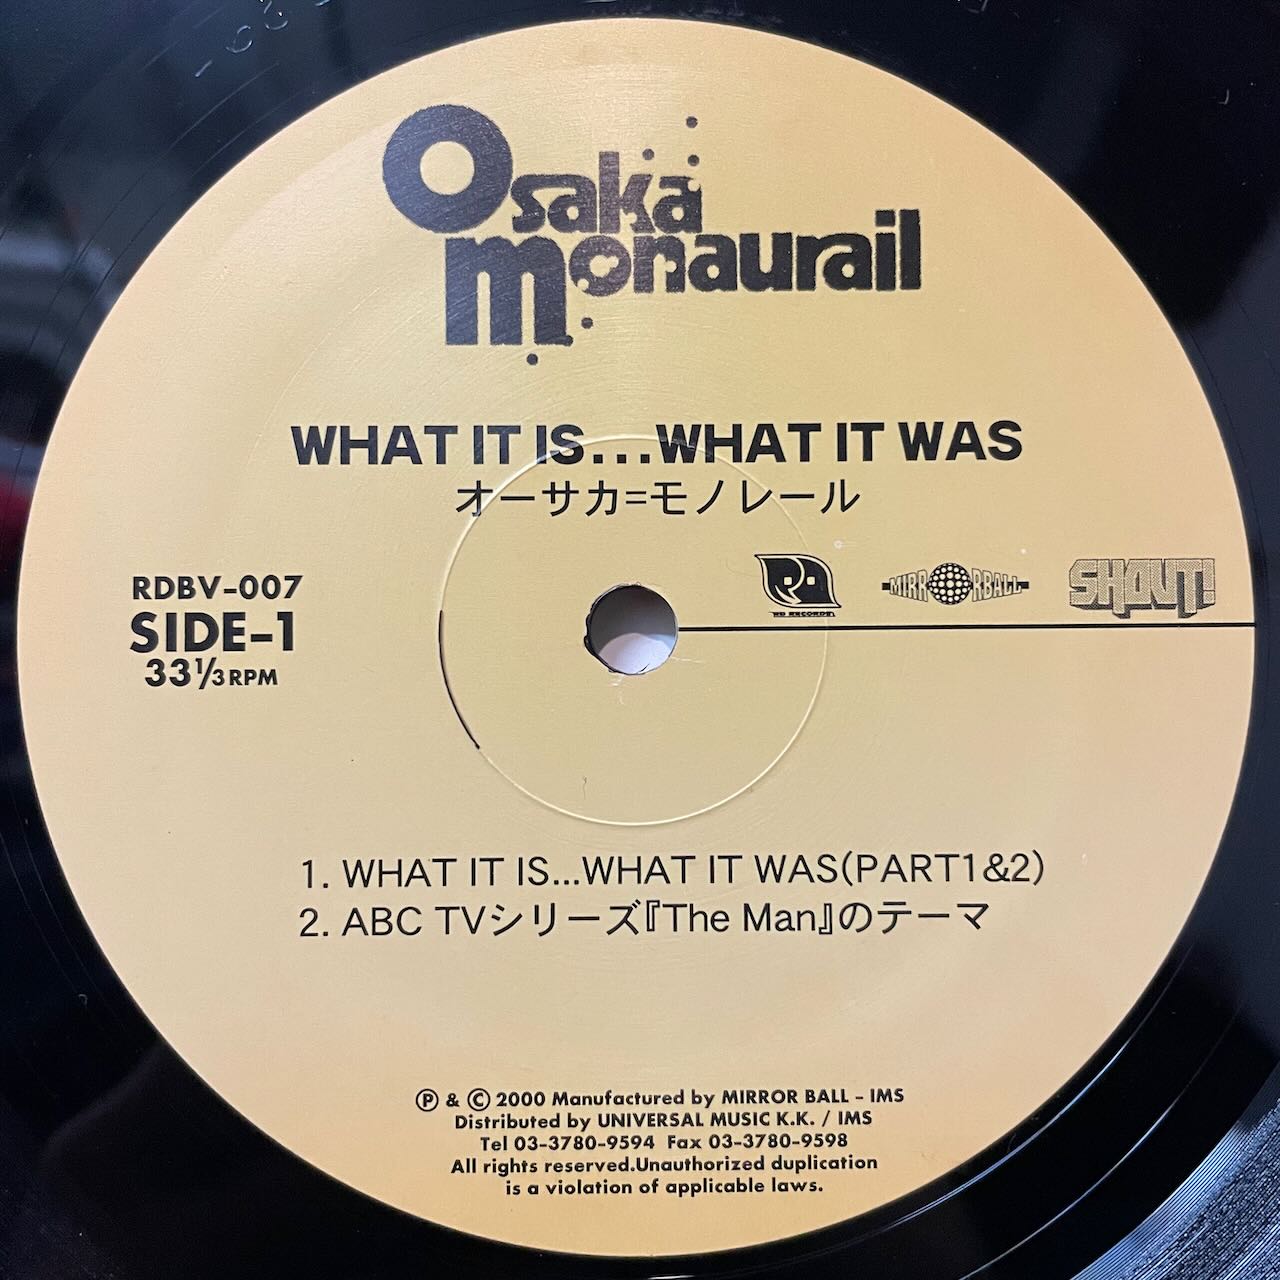 Osaka
monaurail
WHAT IT IS...WHAT IT WAS
オーサカ=モノレール
RD RECORDS
MIRRORBALL
SHOUT!
RDBV-007
SIDE-1
33 1/3 RPM
1. WHAT IT IS...WHAT IT WAS(PART1&2)
2. ABC TVシリーズ『The Man』のテーマ
Ⓟ & Ⓒ 2000 Manufactured by MIRROR BALL - IMS
Distributed by UNIVERSAL MUSIC K.K. / IMS
Tel 03-3780-9594 Fax 03-3780-9598
All rights reserved.Unauthorized duplication
is a violation of applicable laws.